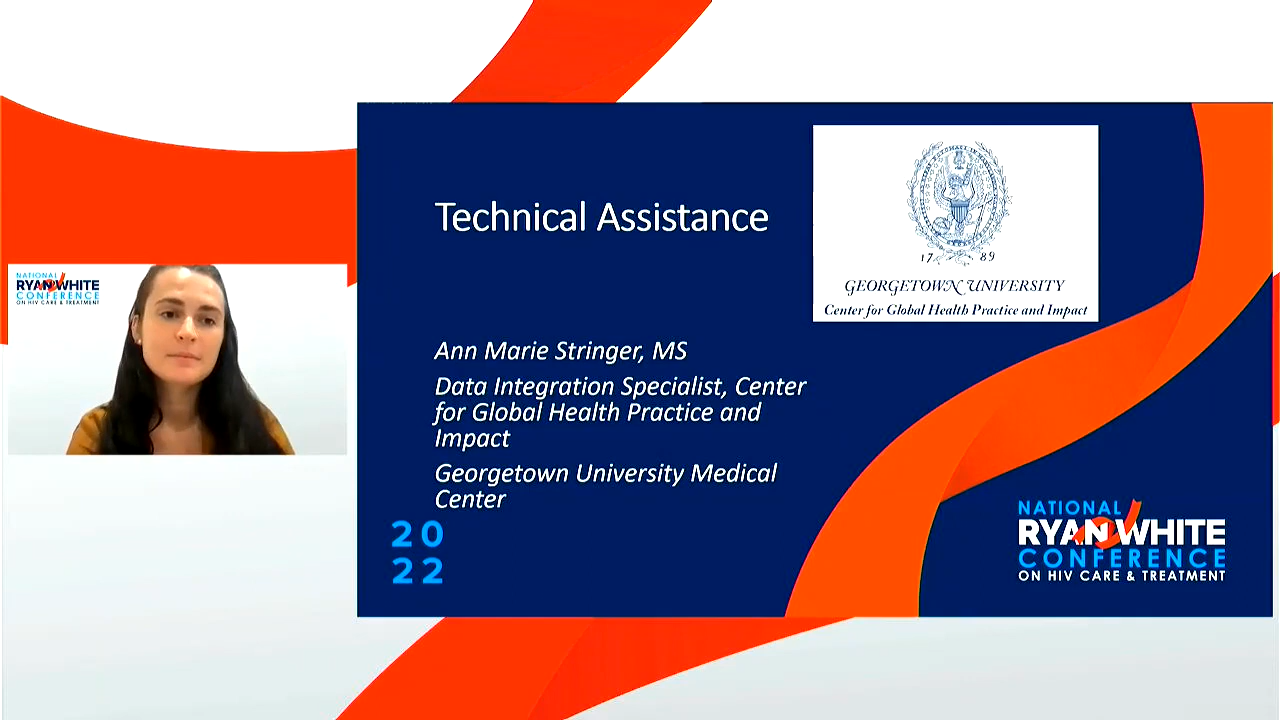 NATIONAL
RYAN WHITE
CONFERENCE
ON HIV CARE & TREATMENT
Technical Assistance
17 89
GEORGETOWN UNIVERSITY
Center for Global Health Practice and Impact
Ann Marie Stringer, MS
Data Integration Specialist, Center
for Global Health Practice and
Impact
Georgetown University Medical
Center
20
22
NATIONAL
RYAN WHITE
CONFERENCE
ON HIV CARE & TREATMENT